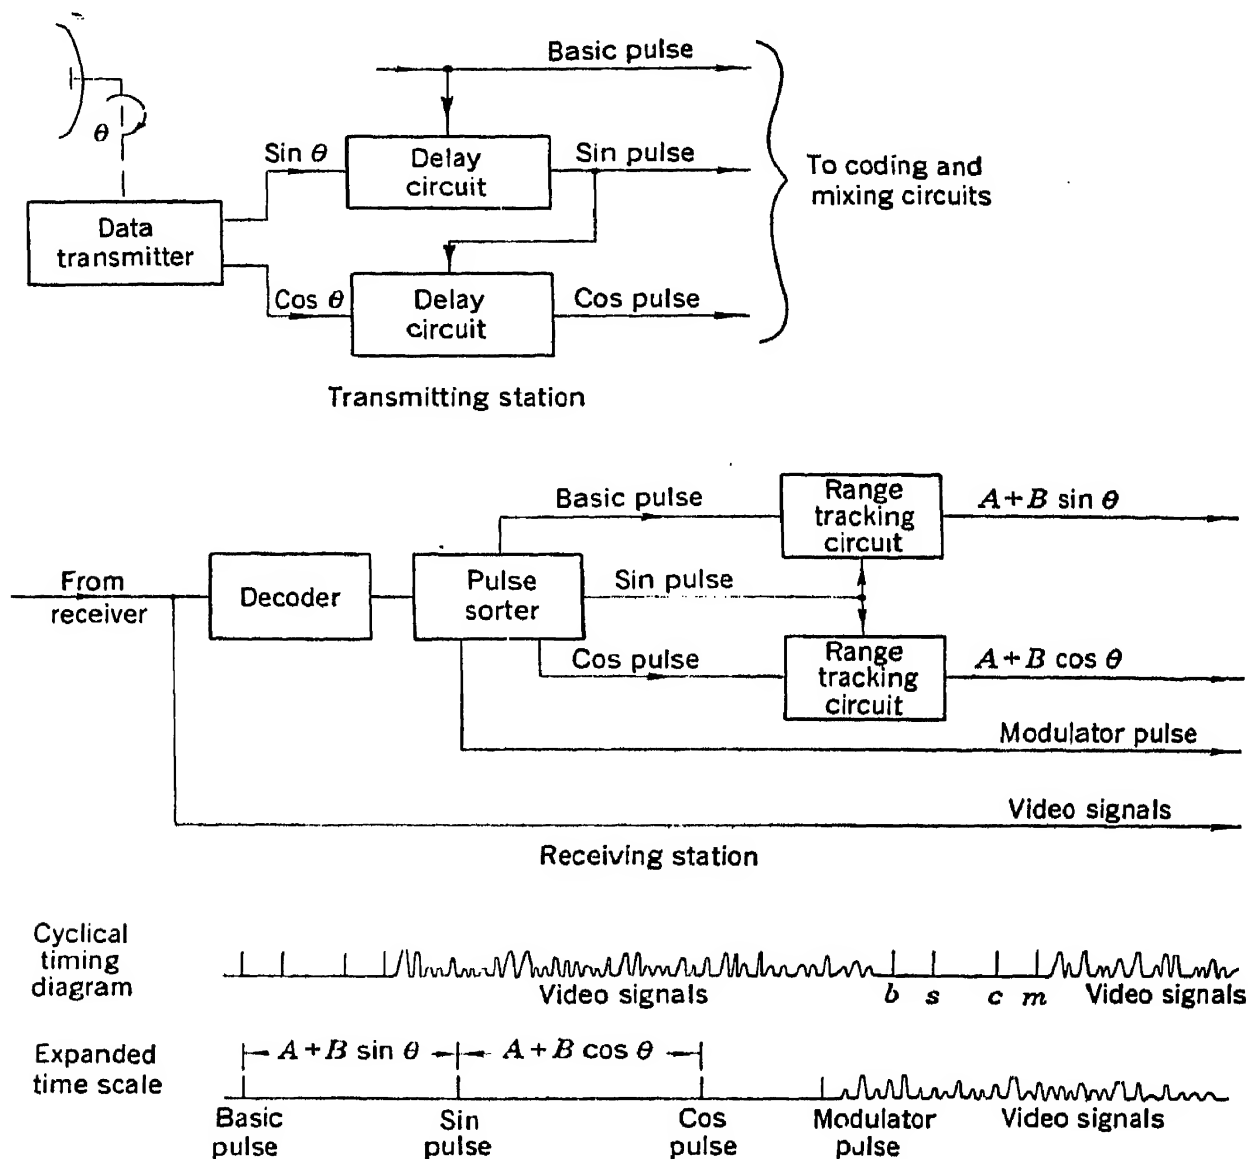 Basic pulse
θ
Sin θ
Delay
circuit
Sin pulse
To coding and
mixing circuits
Data
transmitter
Cos θ
Delay
circuit
Cos pulse
Transmitting station
Basic pulse
Range
tracking
circuit
A+B sin θ
From
receiver
Decoder
Pulse
sorter
Sin pulse
Cos pulse
Range
tracking
circuit
A+B cos θ
Modulator pulse
Video signals
Receiving station
Cyclical
timing
diagram
Video signals
b s c m Video signals
Expanded
time scale
A+B sin θ
A+B cos θ
Basic
pulse
Sin
pulse
Cos
pulse
Modulator
pulse
Video signals